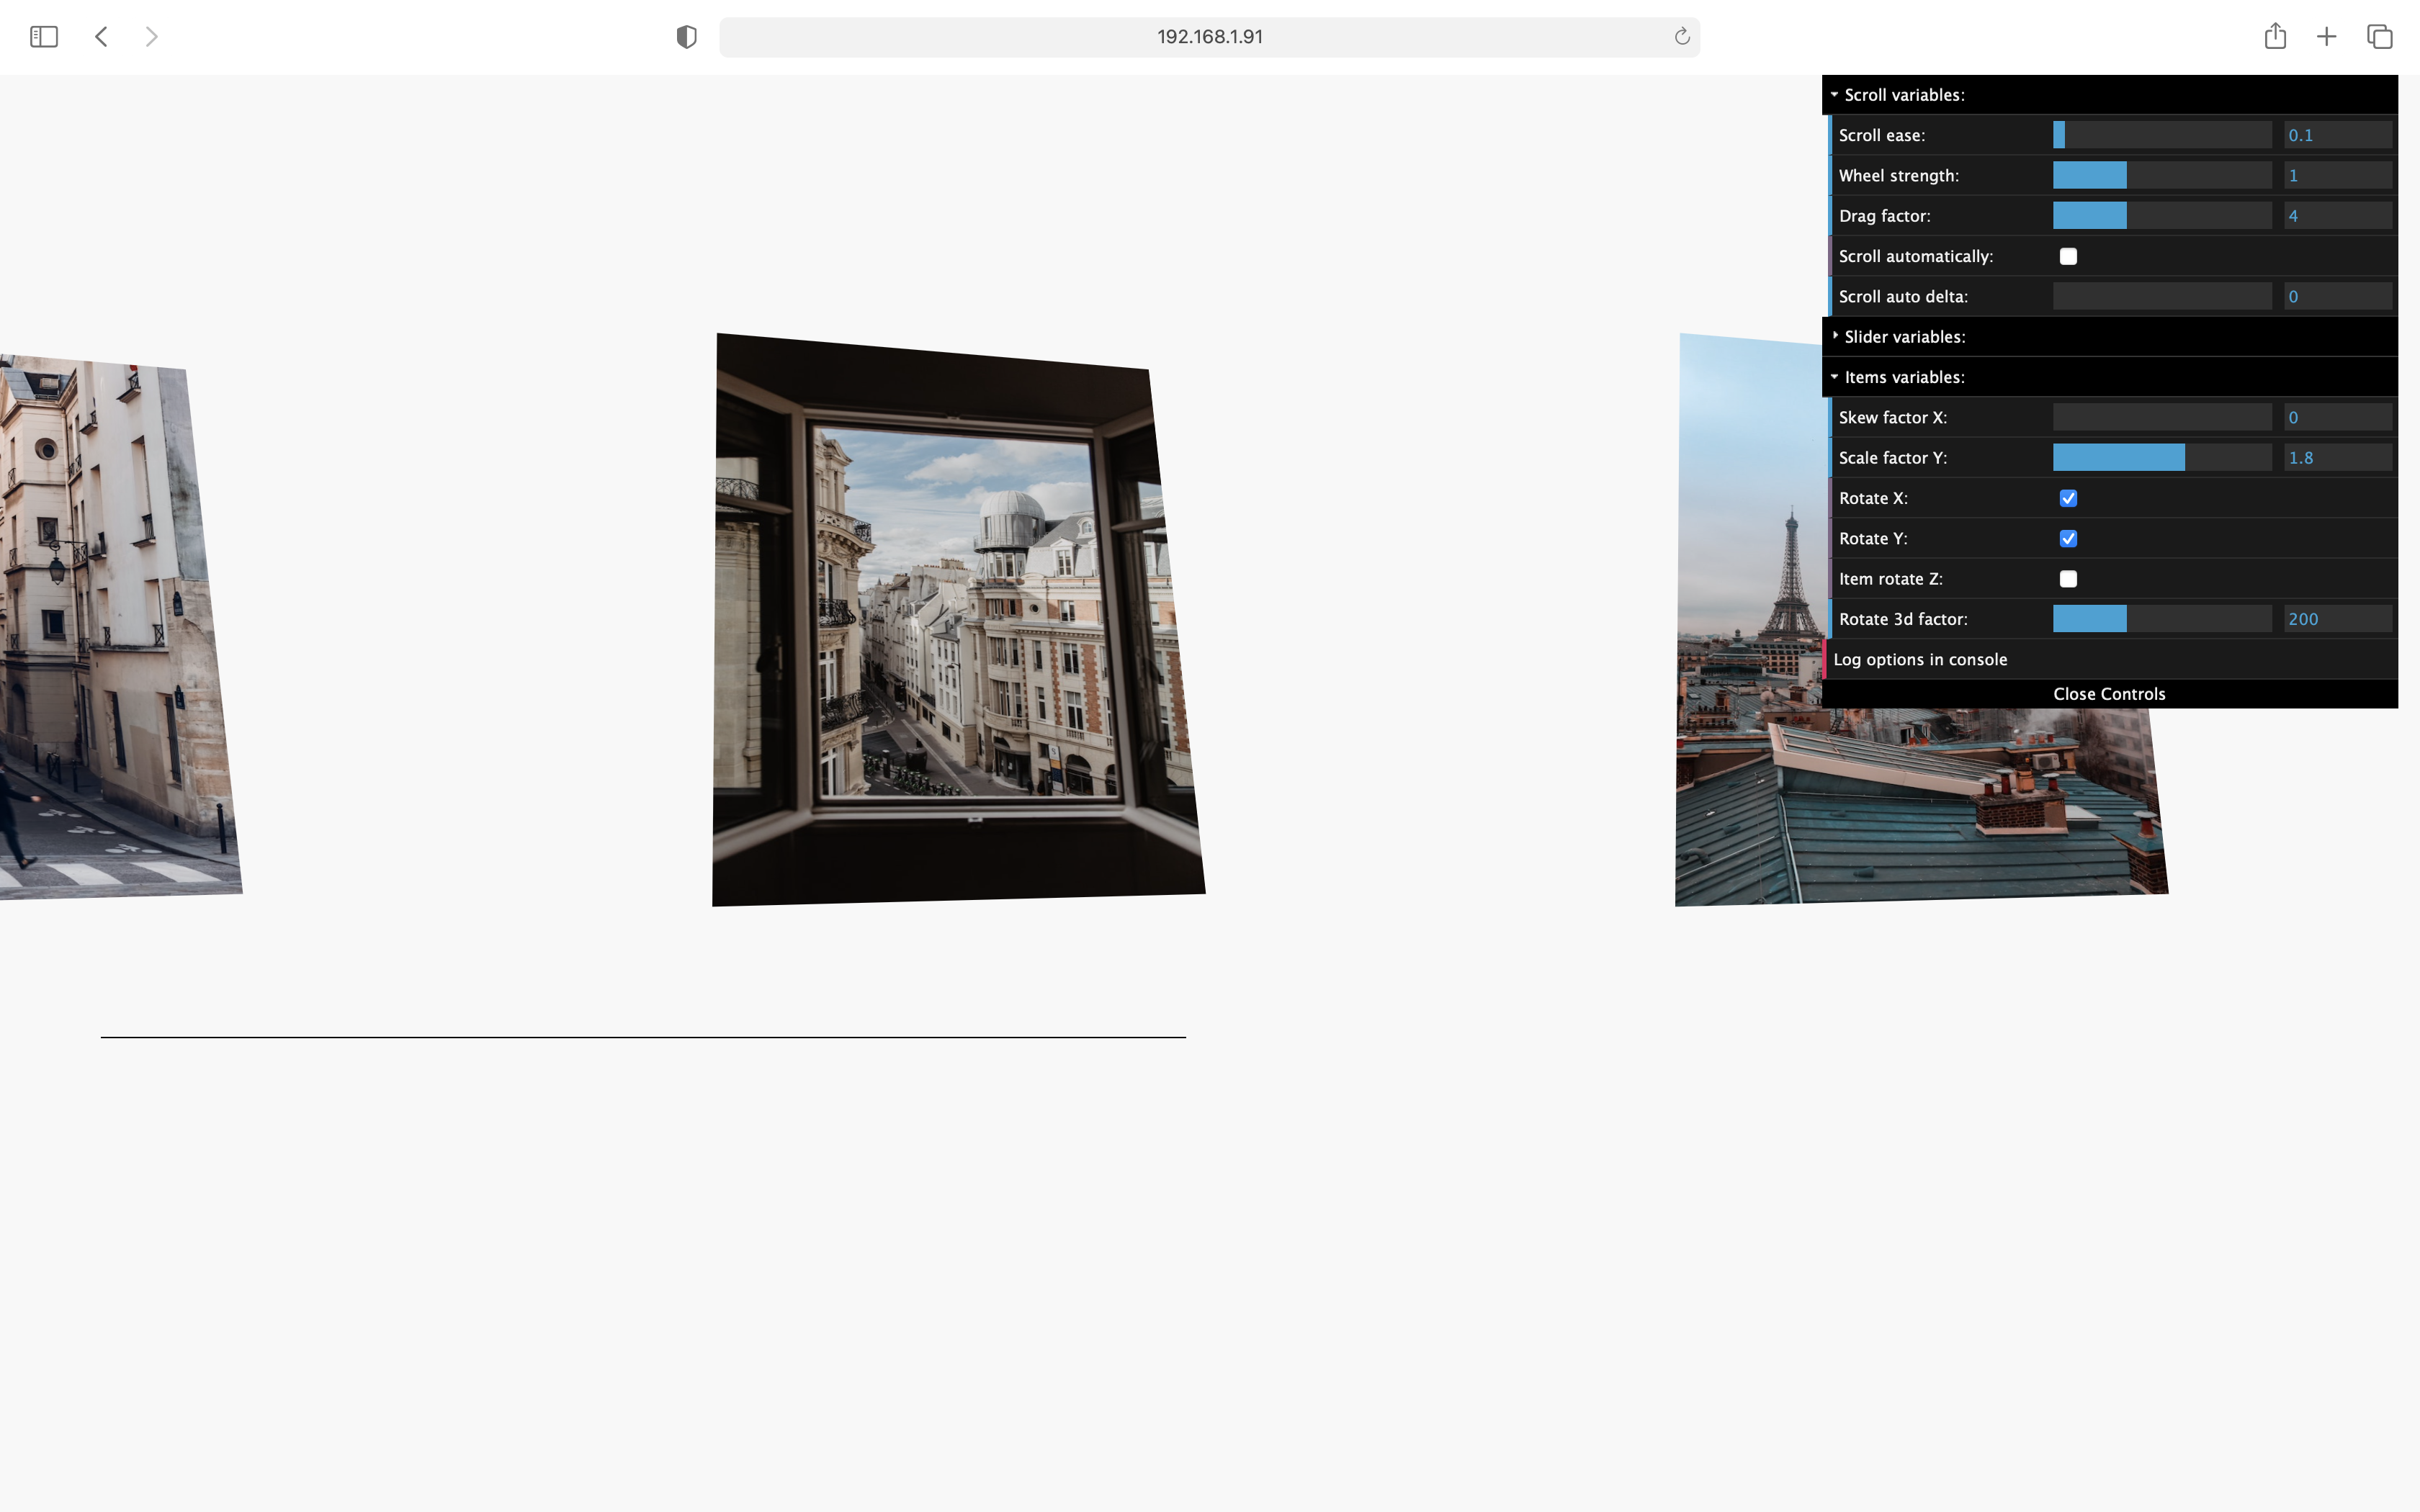 192.168.1.91
Scroll variables:
Scroll ease: 0.1
Wheel strength: 1
Drag factor: 4
Scroll automatically:
Scroll auto delta: 0
Slider variables:
Items variables:
Skew factor X: 0
Scale factor Y: 1.8
Rotate X:
Rotate Y:
Item rotate Z:
Rotate 3d factor: 200
Log options in console
Close Controls